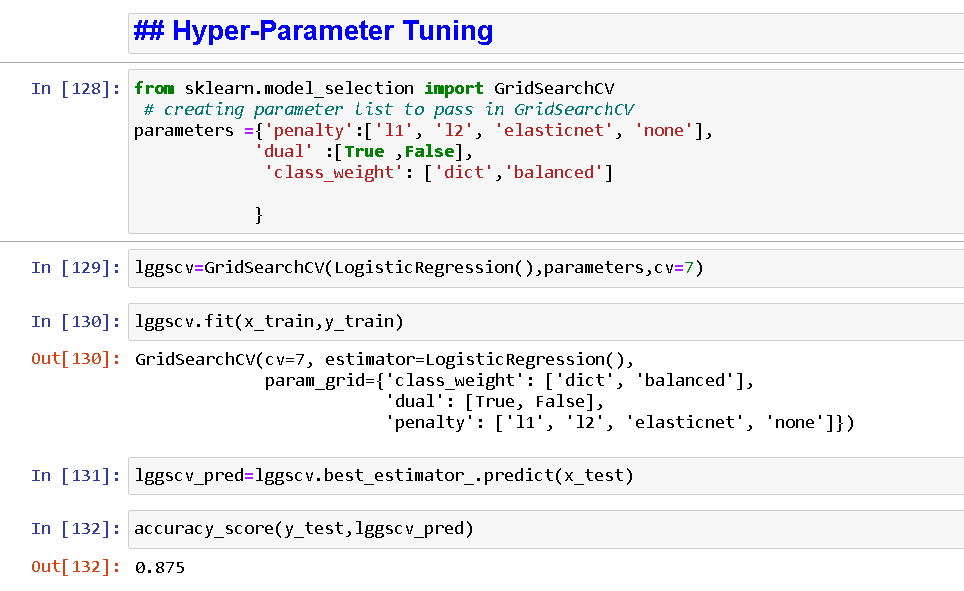 ## Hyper-Parameter Tuning
In [128]: from sklearn.model_selection import GridSearchCV
# creating parameter list to pass in GridSearchCV
parameters ={'penalty':['l1', 'l2', 'elasticnet', 'none'],
'dual' :[True ,False],
'class_weight': ['dict','balanced']
}
In [129]: lggscv=GridSearchCV(LogisticRegression(),parameters,cv=7)
In [130]: lggscv.fit(x_train,y_train)
Out[130]: GridSearchCV(cv=7, estimator=LogisticRegression(),
param_grid={'class_weight': ['dict', 'balanced'],
'dual': [True, False],
'penalty': ['l1', 'l2', 'elasticnet', 'none']})
In [131]: lggscv_pred=lggscv.best_estimator_.predict(x_test)
In [132]: accuracy_score(y_test,lggscv_pred)
Out[132]: 0.875